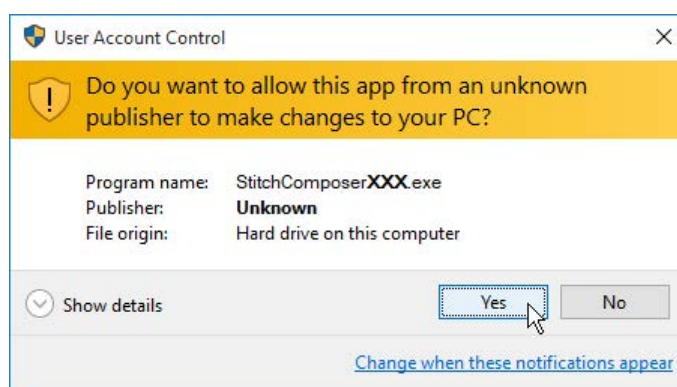 User Account Control
Do you want to allow this app from an unknown
publisher to make changes to your PC?
Program name: StitchComposerXXX.exe
Publisher: Unknown
File origin: Hard drive on this computer
Show details Yes No
Change when these notifications appear